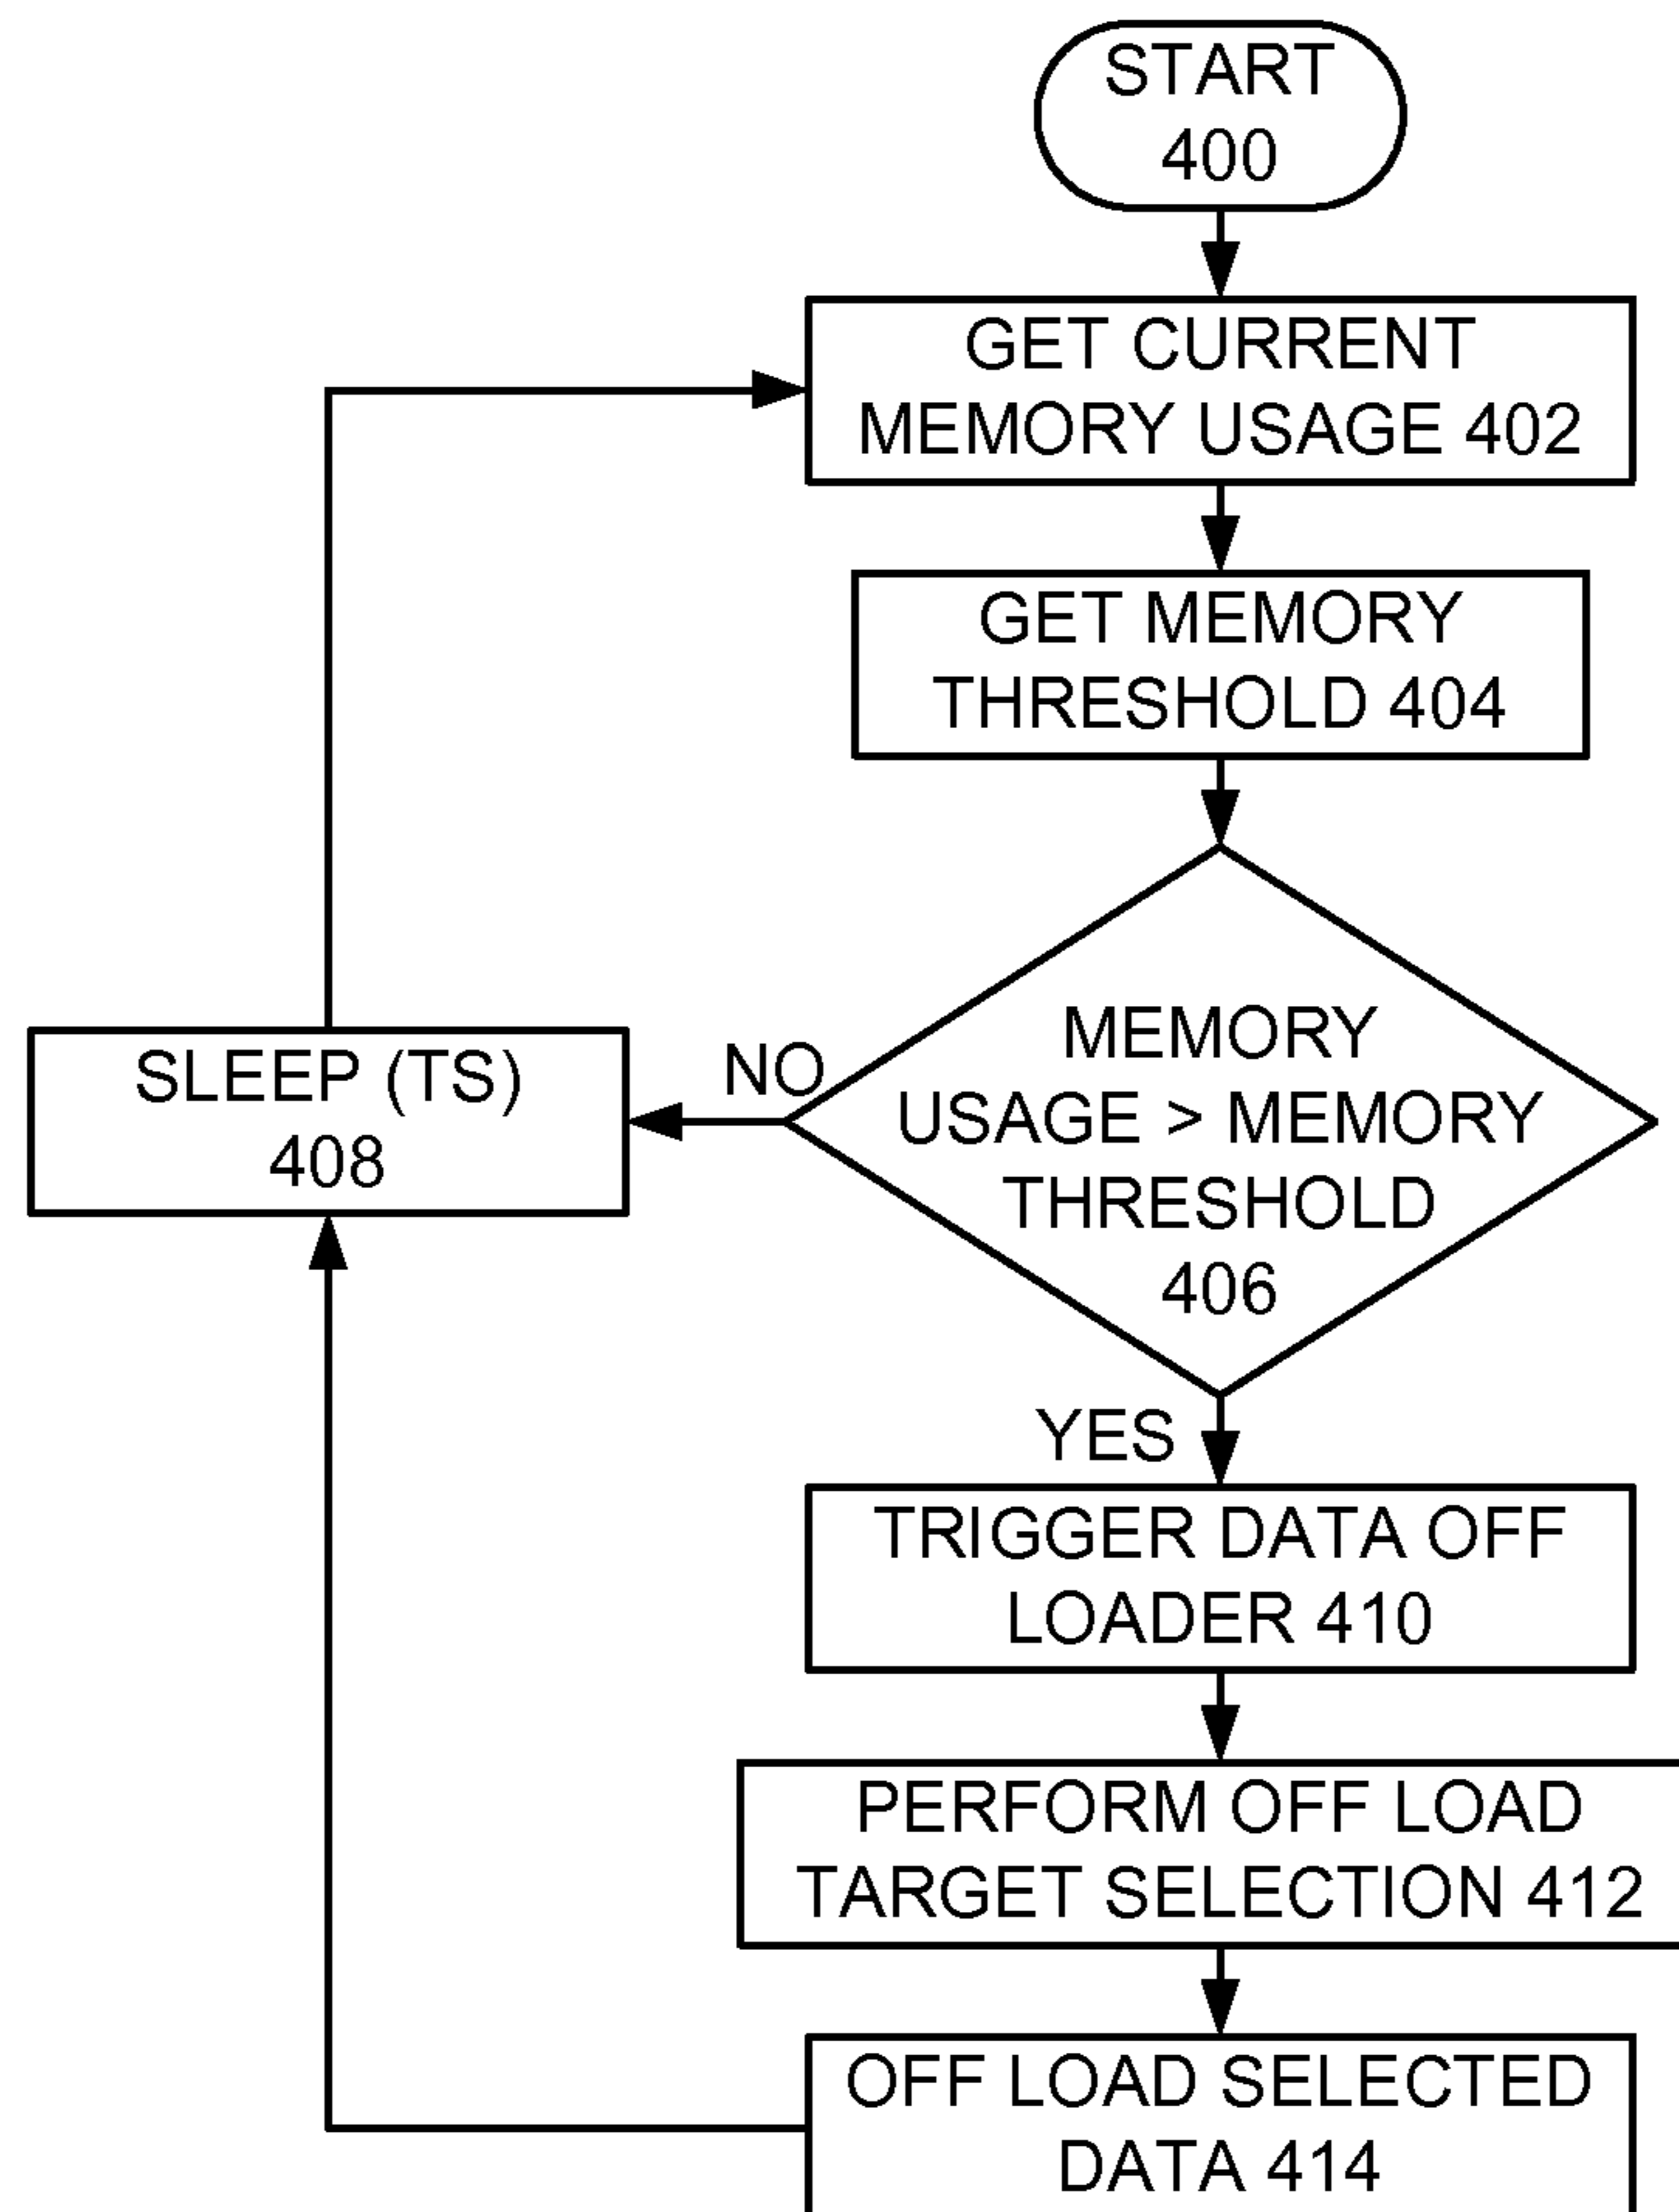 START
400
GET CURRENT
MEMORY USAGE 402
GET MEMORY
THRESHOLD 404
MEMORY
USAGE > MEMORY
THRESHOLD
406
NO
SLEEP (TS)
408
YES
TRIGGER DATA OFF
LOADER 410
PERFORM OFF LOAD
TARGET SELECTION 412
OFF LOAD SELECTED
DATA 414